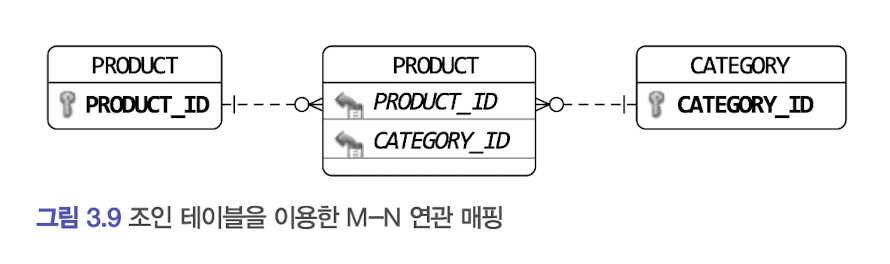 PRODUCT
PRODUCT_ID
PRODUCT
PRODUCT_ID
CATEGORY_ID
CATEGORY
CATEGORY_ID
그림 3.9 조인 테이블을 이용한 M-N 연관 매핑